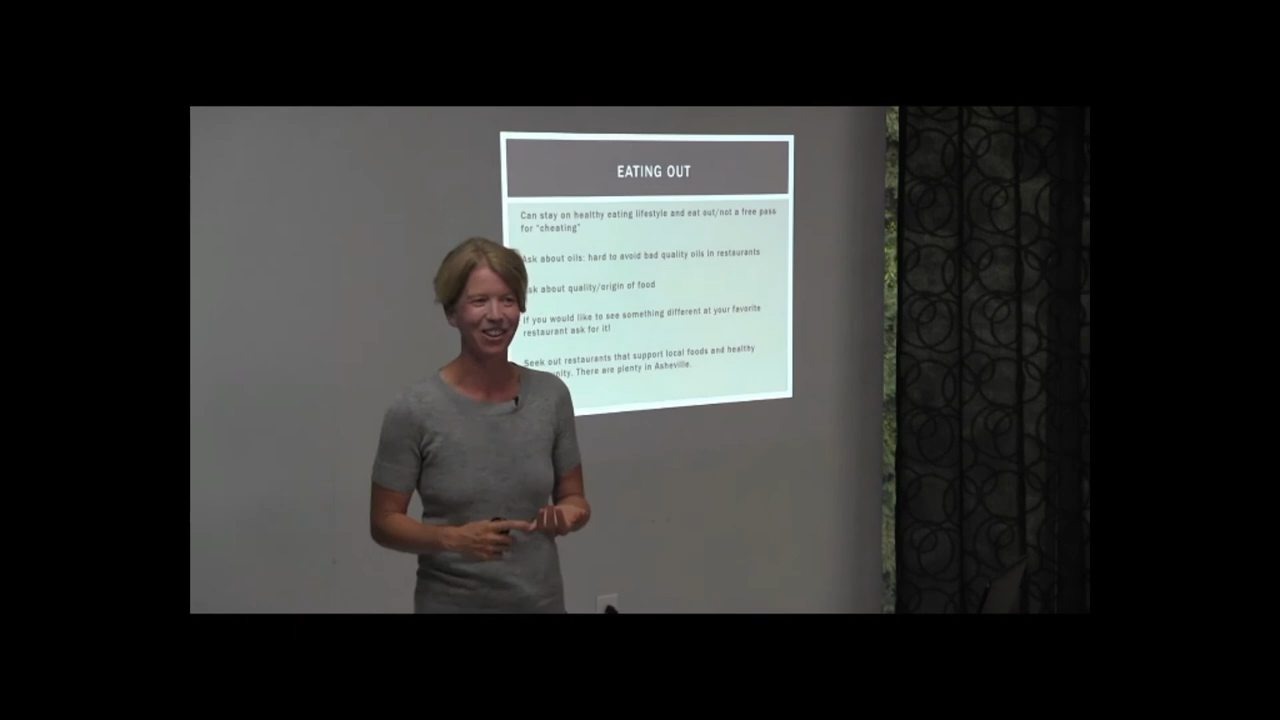 EATING OUT
Can stay on healthy eating lifestyle and eat out/not a free pass
for "cheating"
Ask about oils: hard to avoid bad quality oils in restaurants
about quality/origin of food
If you would like to see something different at your favorite
restaurant ask for it!
Seek out restaurants that support local foods and healthy
There are plenty in Asheville.